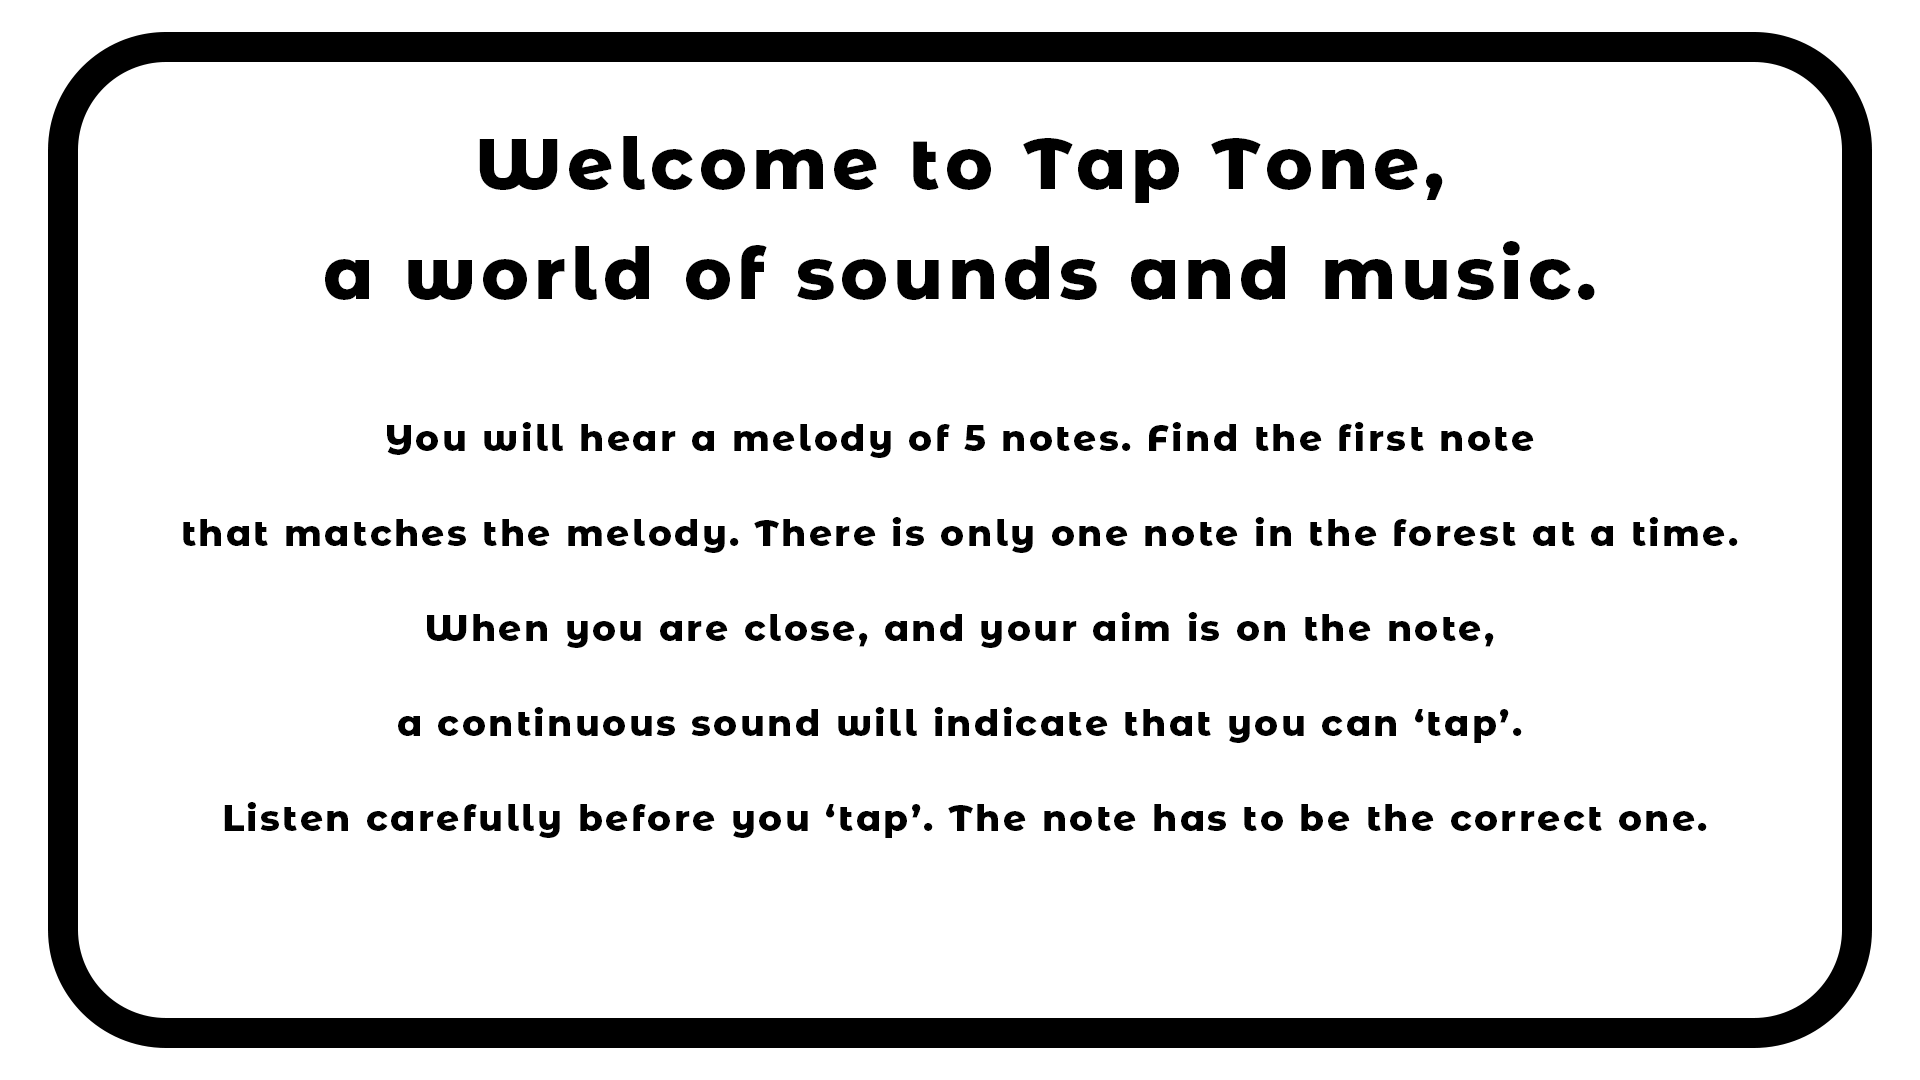 Welcome to Tap Tone,
a world of sounds and music.
You will hear a melody of 5 notes. Find the first note
that matches the melody. There is only one note in the forest at a time.
When you are close, and your aim is on the note,
a continuous sound will indicate that you can ‘tap’.
Listen carefully before you ‘tap’. The note has to be the correct one.